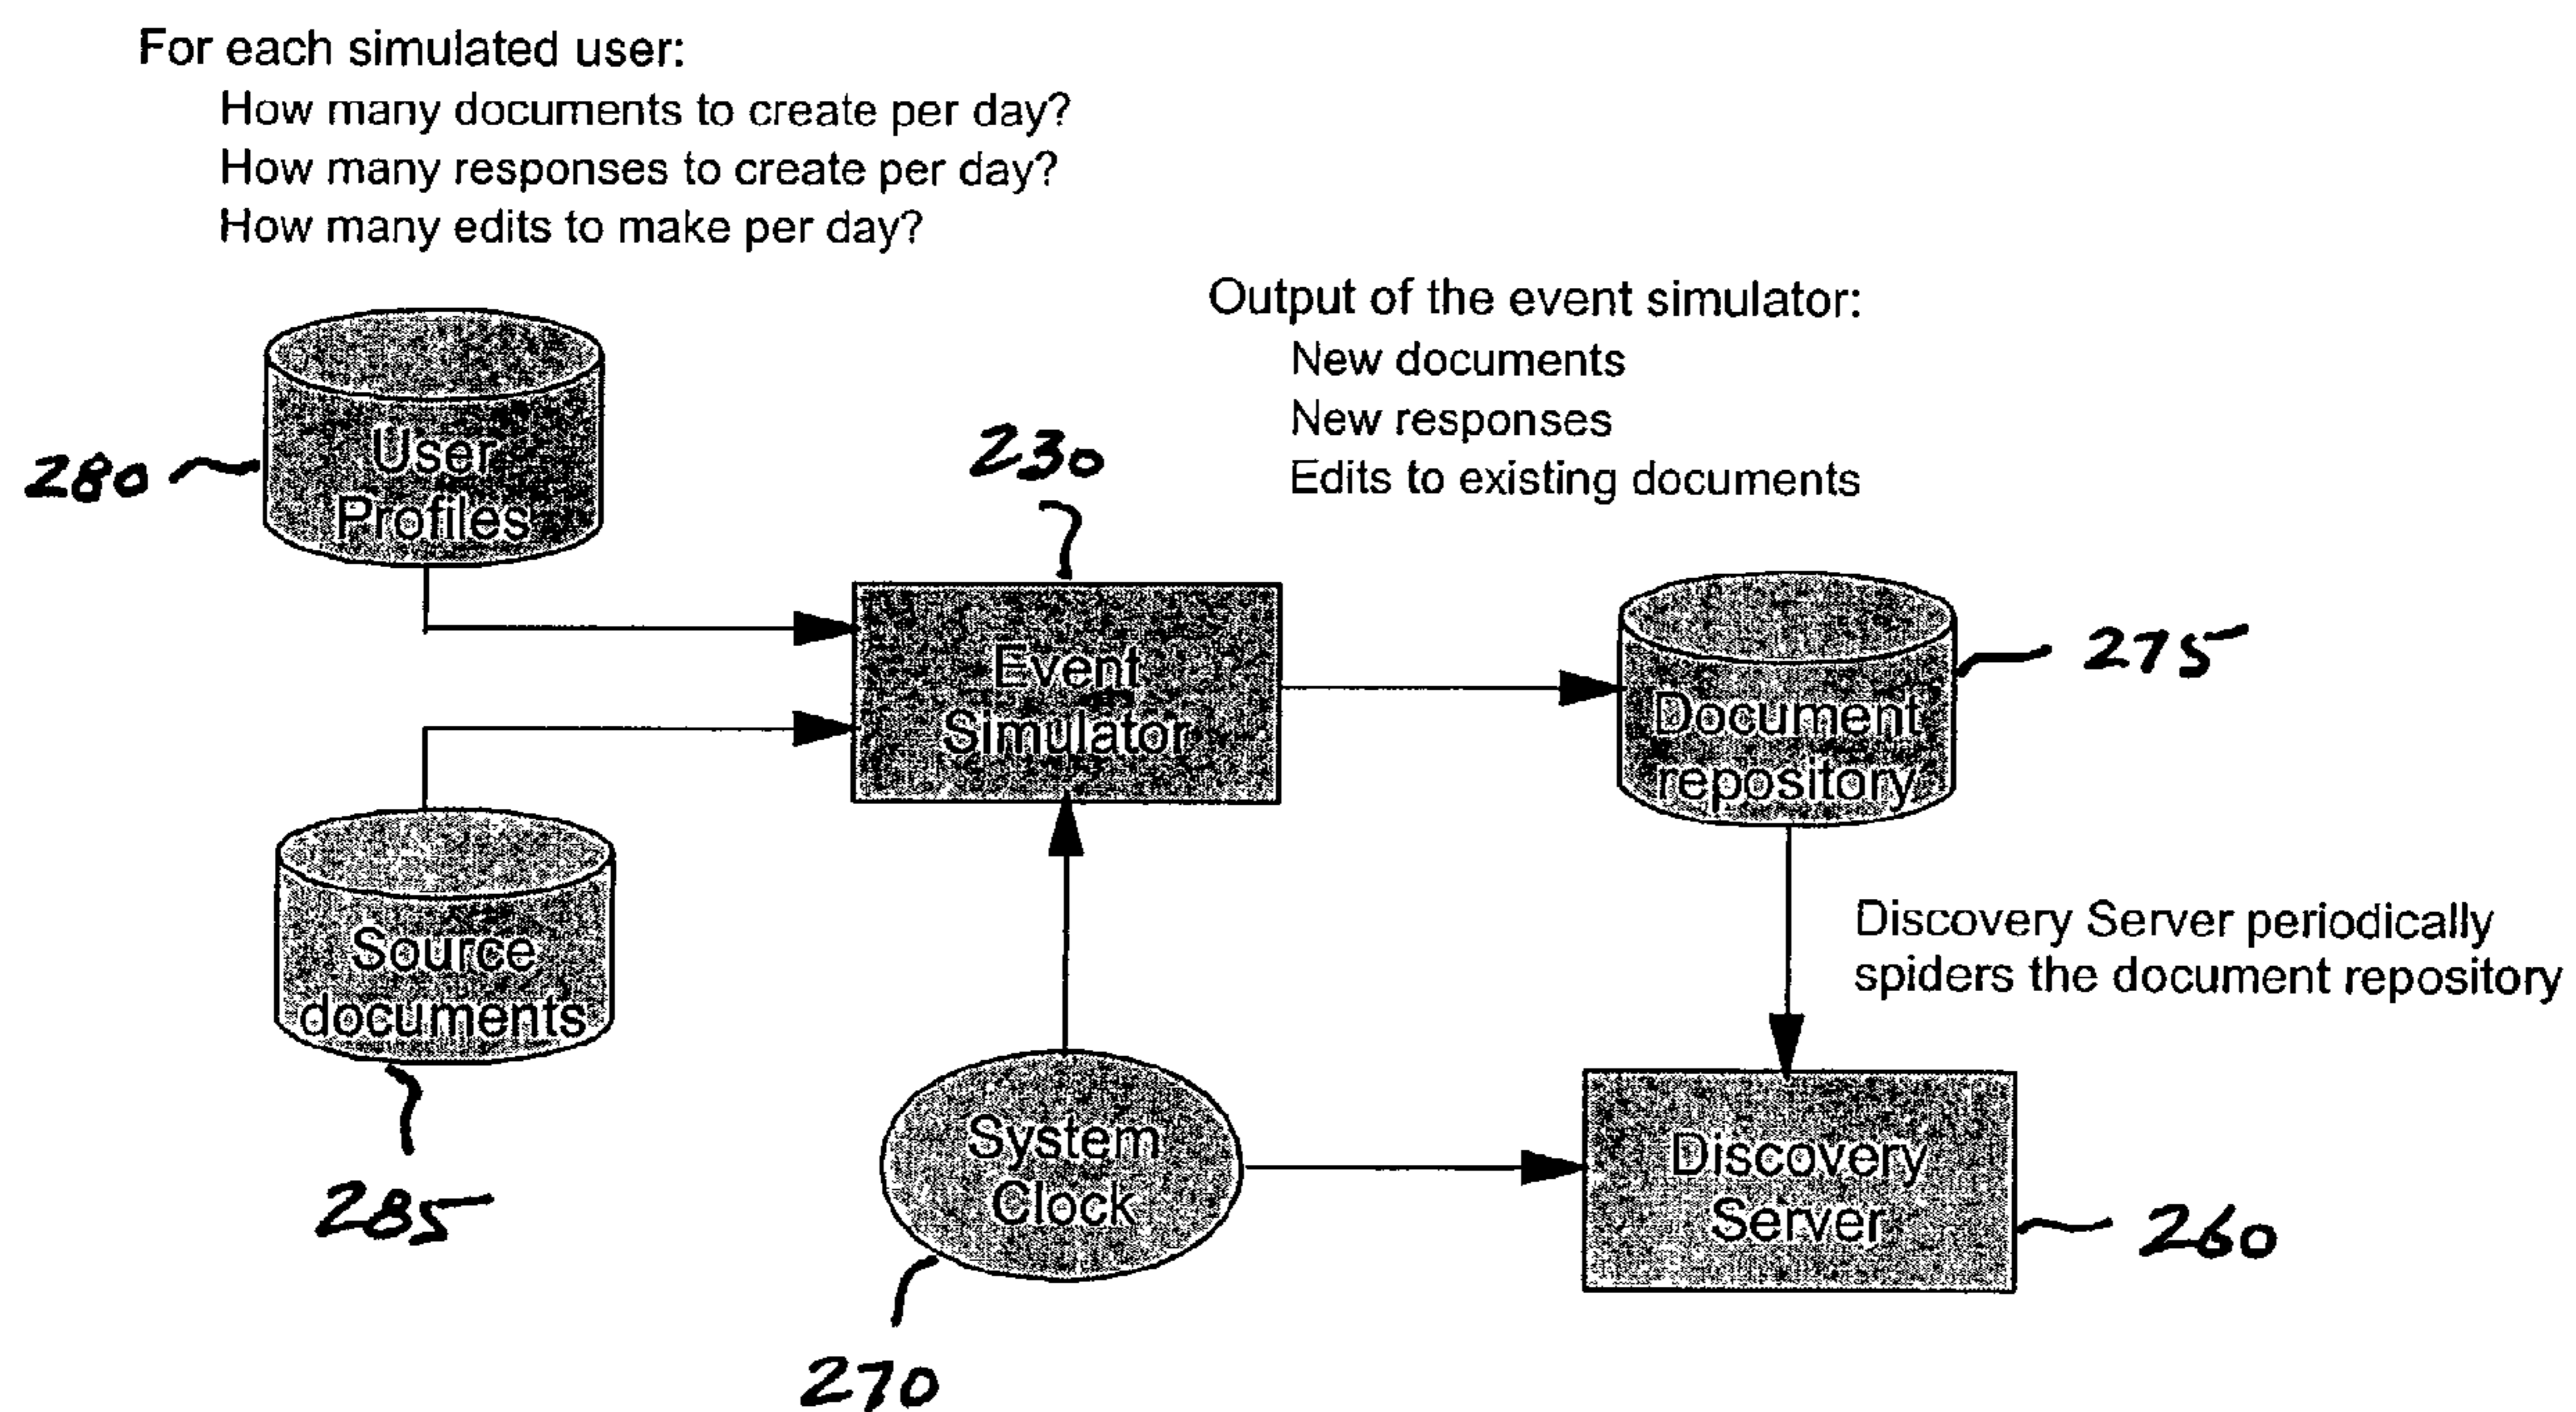 For each simulated user:
How many documents to create per day?
How many responses to create per day?
How many edits to make per day?
Output of the event simulator:
New documents
New responses
Edits to existing documents
230
280
User
Profiles
Event
Simulator
Document
repository
275
Source
documents
285
Discovery Server periodically
spiders the document repository
System
Clock
270
Discovery
Server
260